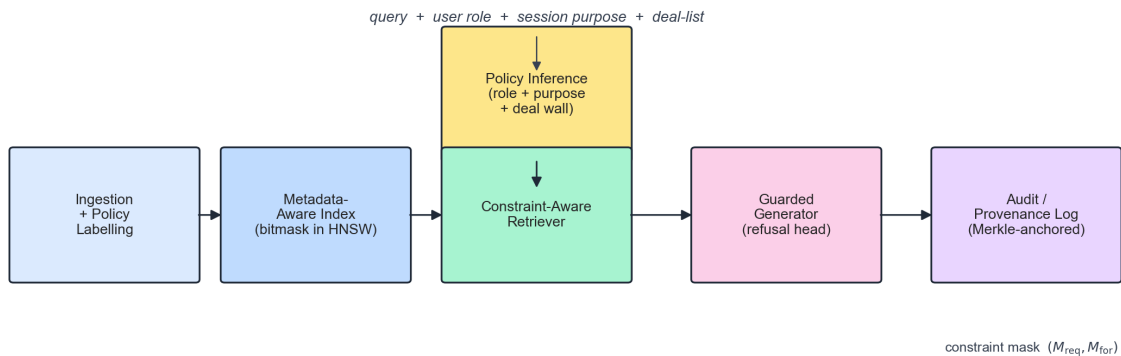 query + user role + session purpose + deal-list
Policy Inference
(role + purpose
+ deal wall)
Ingestion
+ Policy
Labelling
Metadata-
Aware Index
(bitmask in HNSW)
Constraint-Aware
Retriever
Guarded
Generator
(refusal head)
Audit /
Provenance Log
(Merkle-anchored)
constraint mask (M_req, M_for)